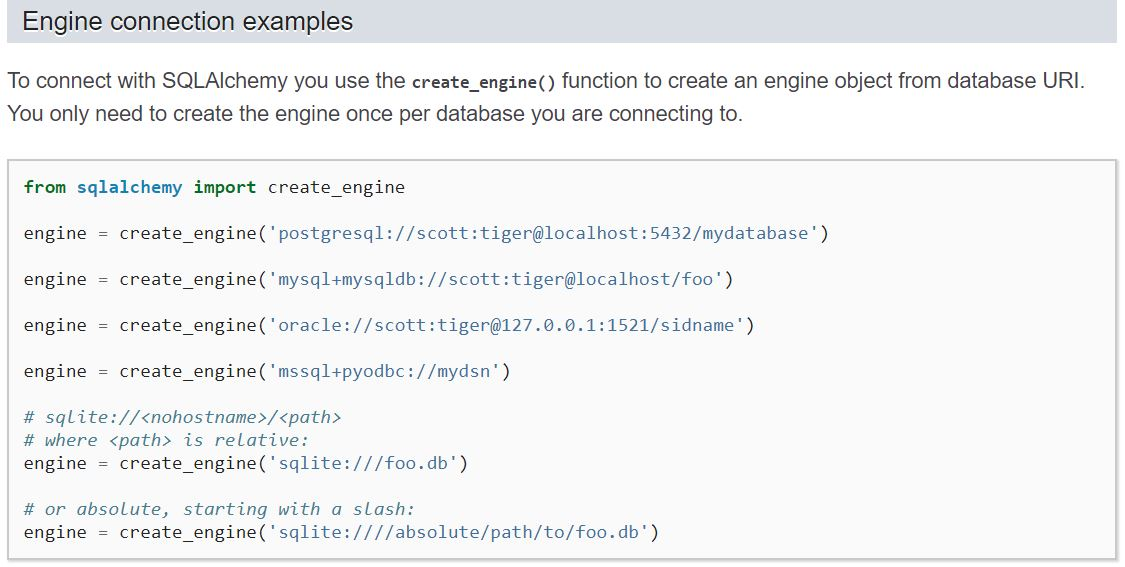 Engine connection examples
To connect with SQLAlchemy you use the create_engine() function to create an engine object from database URI.
You only need to create the engine once per database you are connecting to.
from sqlalchemy import create_engine
engine = create_engine('postgresql://scott:tiger@localhost:5432/mydatabase')
engine = create_engine('mysql+mysqldb://scott:tiger@localhost/foo')
engine = create_engine('oracle://scott:tiger@127.0.0.1:1521/sidname')
engine = create_engine('mssql+pyodbc://mydsn')
# sqlite://<nohostname>/<path>
# where <path> is relative:
engine = create_engine('sqlite:///foo.db')
# or absolute, starting with a slash:
engine = create_engine('sqlite:////absolute/path/to/foo.db')